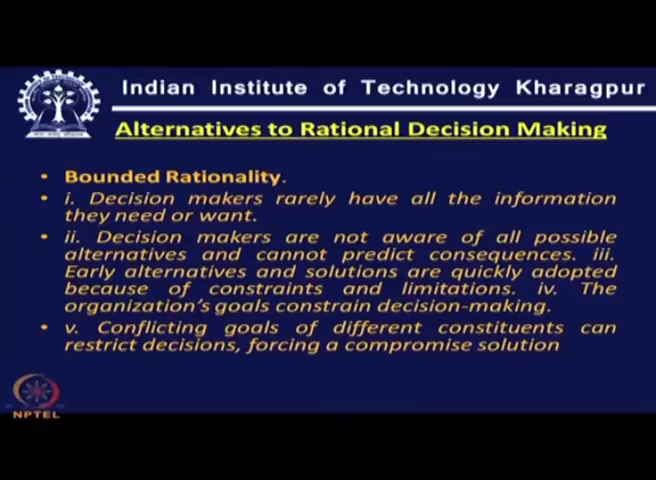 Indian Institute of Technology Kharagpur
Alternatives to Rational Decision Making
• Bounded Rationality.
• i. Decision makers rarely have all the information
they need or want.
• ii. Decision makers are not aware of all possible
alternatives and cannot predict consequences. iii.
Early alternatives and solutions are quickly adopted
because of constraints and limitations. iv. The
organization's goals constrain decision-making.
• v. Conflicting goals of different constituents can
restrict decisions, forcing a compromise solution
NPTEL